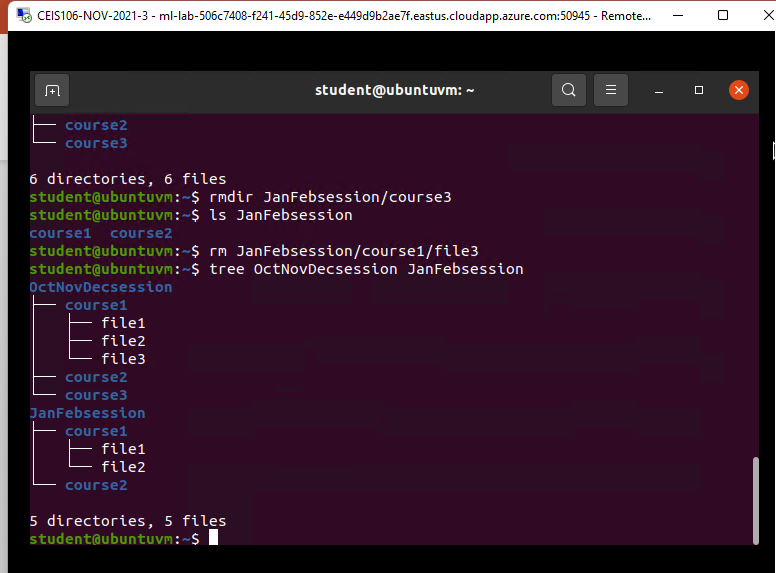 CEIS106-NOV-2021-3 - ml-lab-506c7408-f241-45d9-852e-e449d9b2ae7f.eastus.cloudapp.azure.com:50945 - Remote...
student@ubuntuvm: ~
├── course2
└── course3
6 directories, 6 files
student@ubuntuvm:~$ rmdir JanFebsession/course3
student@ubuntuvm:~$ ls JanFebsession
course1  course2
student@ubuntuvm:~$ rm JanFebsession/course1/file3
student@ubuntuvm:~$ tree OctNovDecsession JanFebsession
OctNovDecsession
├── course1
│   ├── file1
│   ├── file2
│   └── file3
├── course2
└── course3
JanFebsession
├── course1
│   ├── file1
│   └── file2
└── course2
5 directories, 5 files
student@ubuntuvm:~$